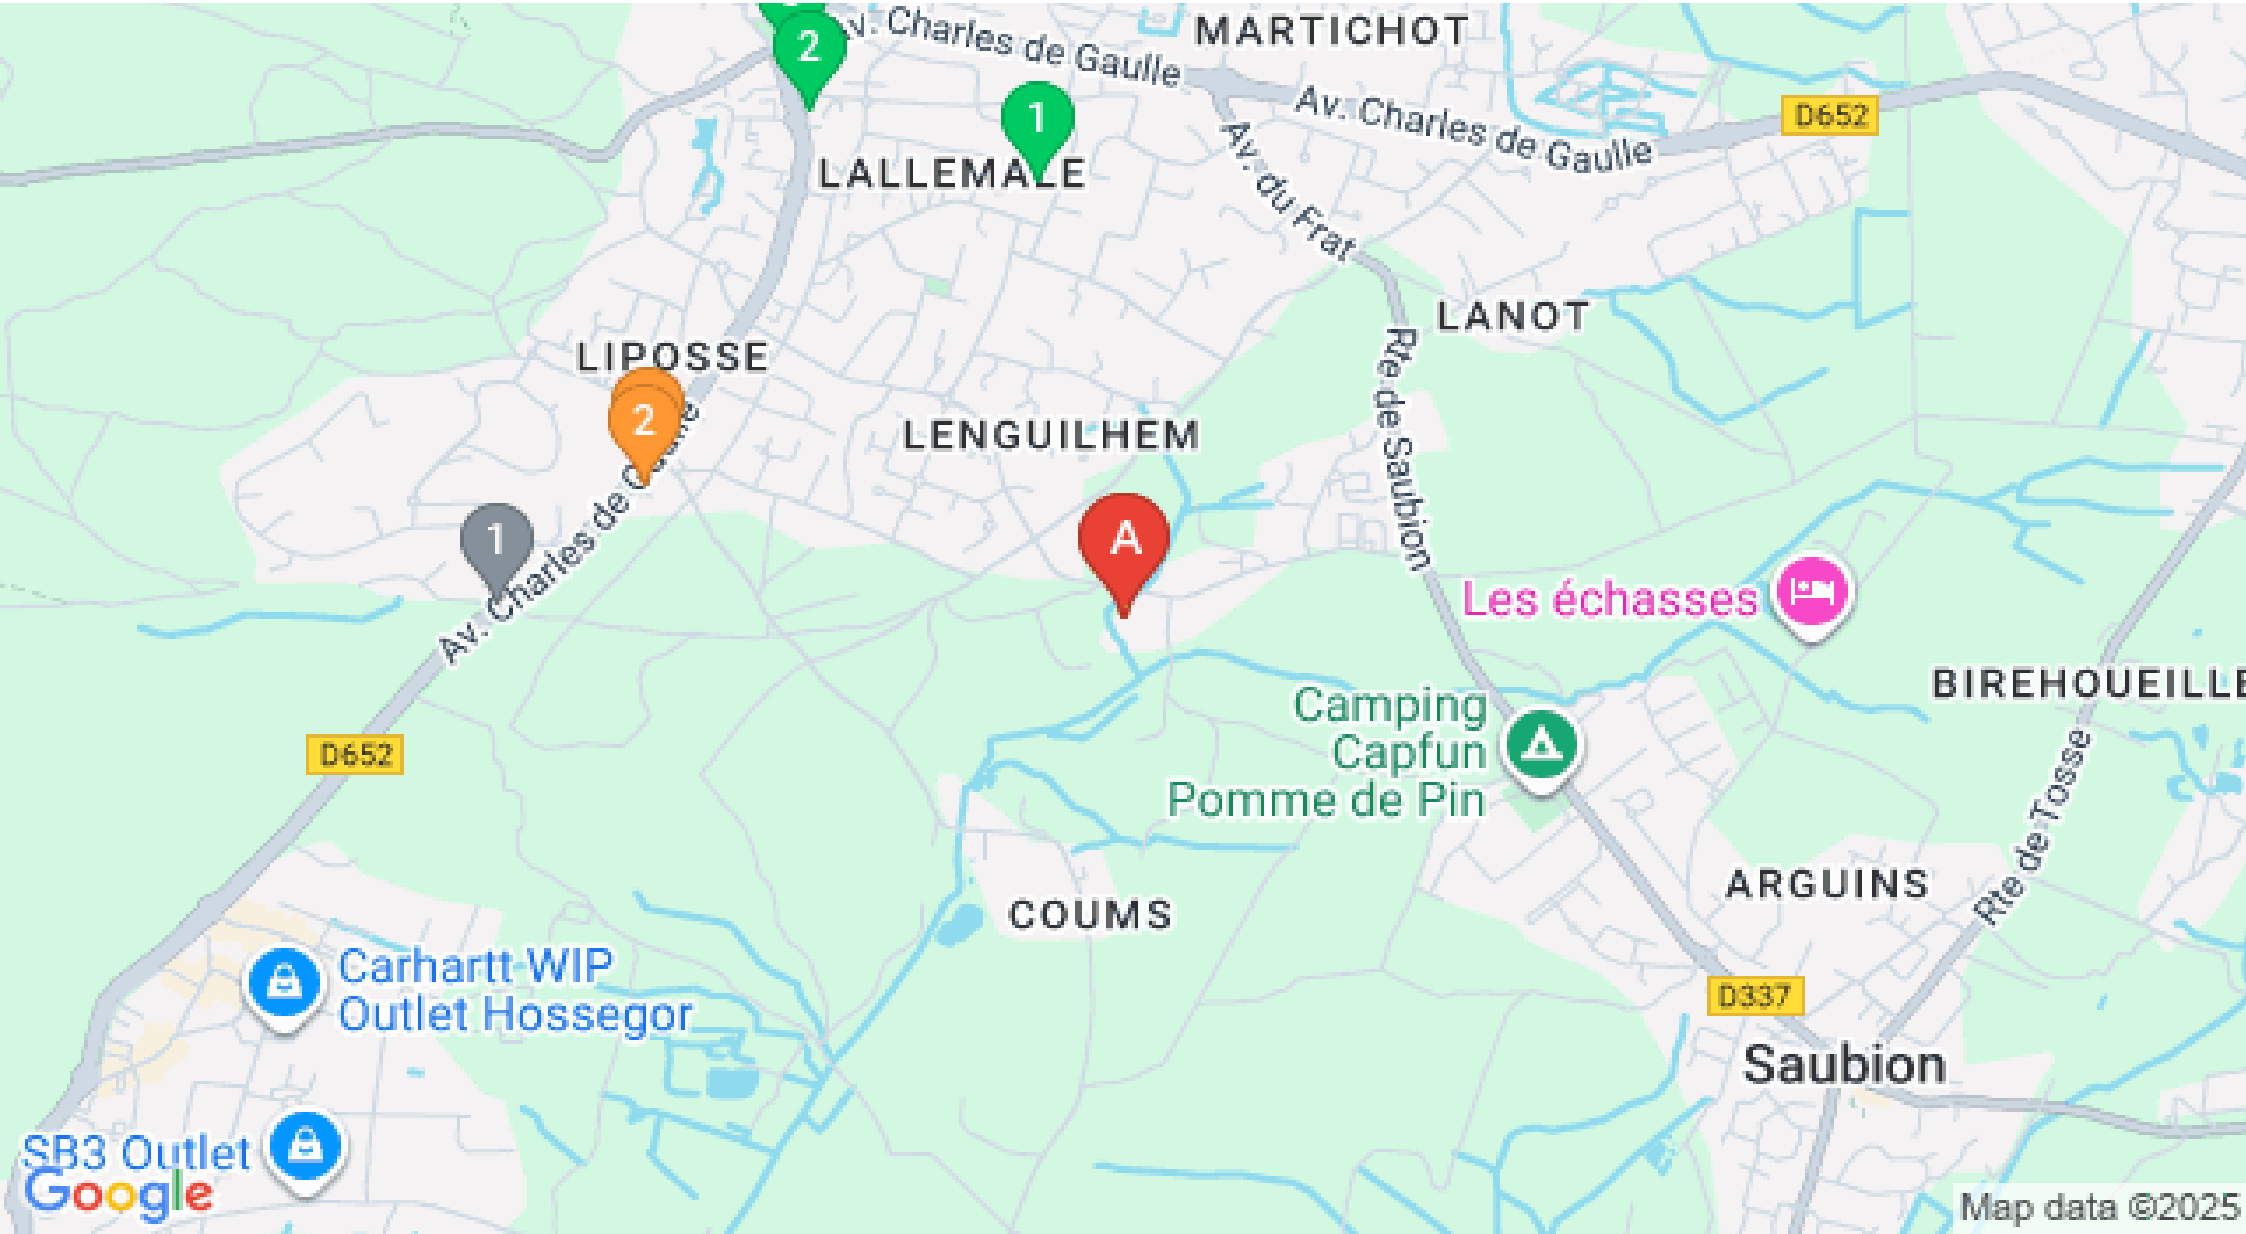 MARTICHOT
Av. Charles de Gaulle
2
1
Av. Charles de Gaulle
D652
LALLEMALE
Av. du Frat
LANOT
LIPOSSE
Rte de Saubion
2
LENGUILHEM
1
A
Av. Charles de Gaulle
Les échasses
BIREHOUEILLE
Camping
Capfun
Pomme de Pin
D652
Rte de Tosse
ARGUINS
COUMS
Carhartt WIP
Outlet Hossegor
D337
Saubion
SB3 Outlet
Google
Map data ©2025